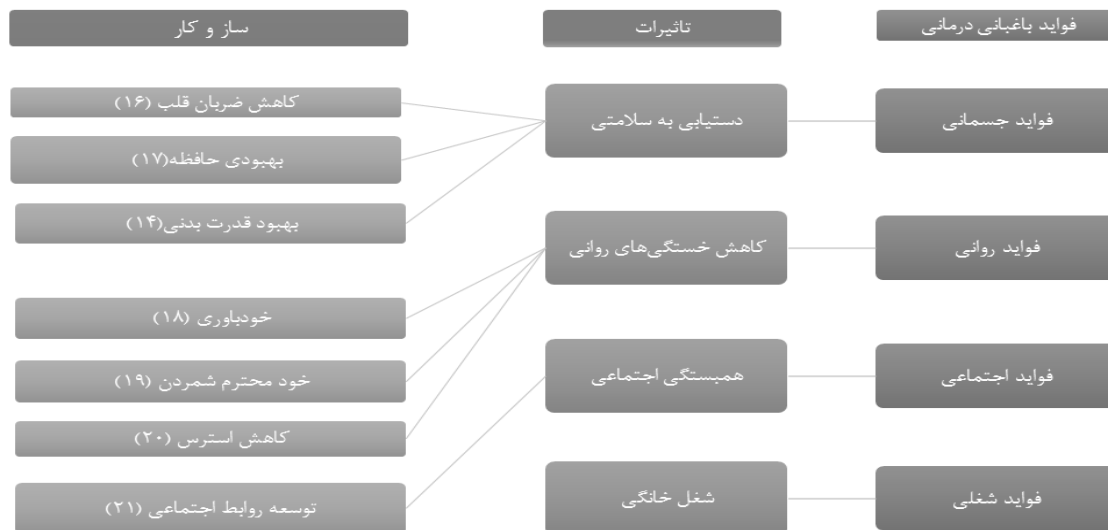 فواید باغبانی درمانی
تاثیرات
ساز و کار
فواید جسمانی
دستیابی به سلامتی
کاهش ضربان قلب (۱۶)
بهبودی حافظه(۱۷)
بهبود قدرت بدنی(۱۴)
فواید روانی
کاهش خستگی‌های روانی
خودباوری (۱۸)
خود محترم شمردن (۱۹)
کاهش استرس (۲۰)
فواید اجتماعی
همبستگی اجتماعی
توسعه روابط اجتماعی (۲۱)
فواید شغلی
شغل خانگی